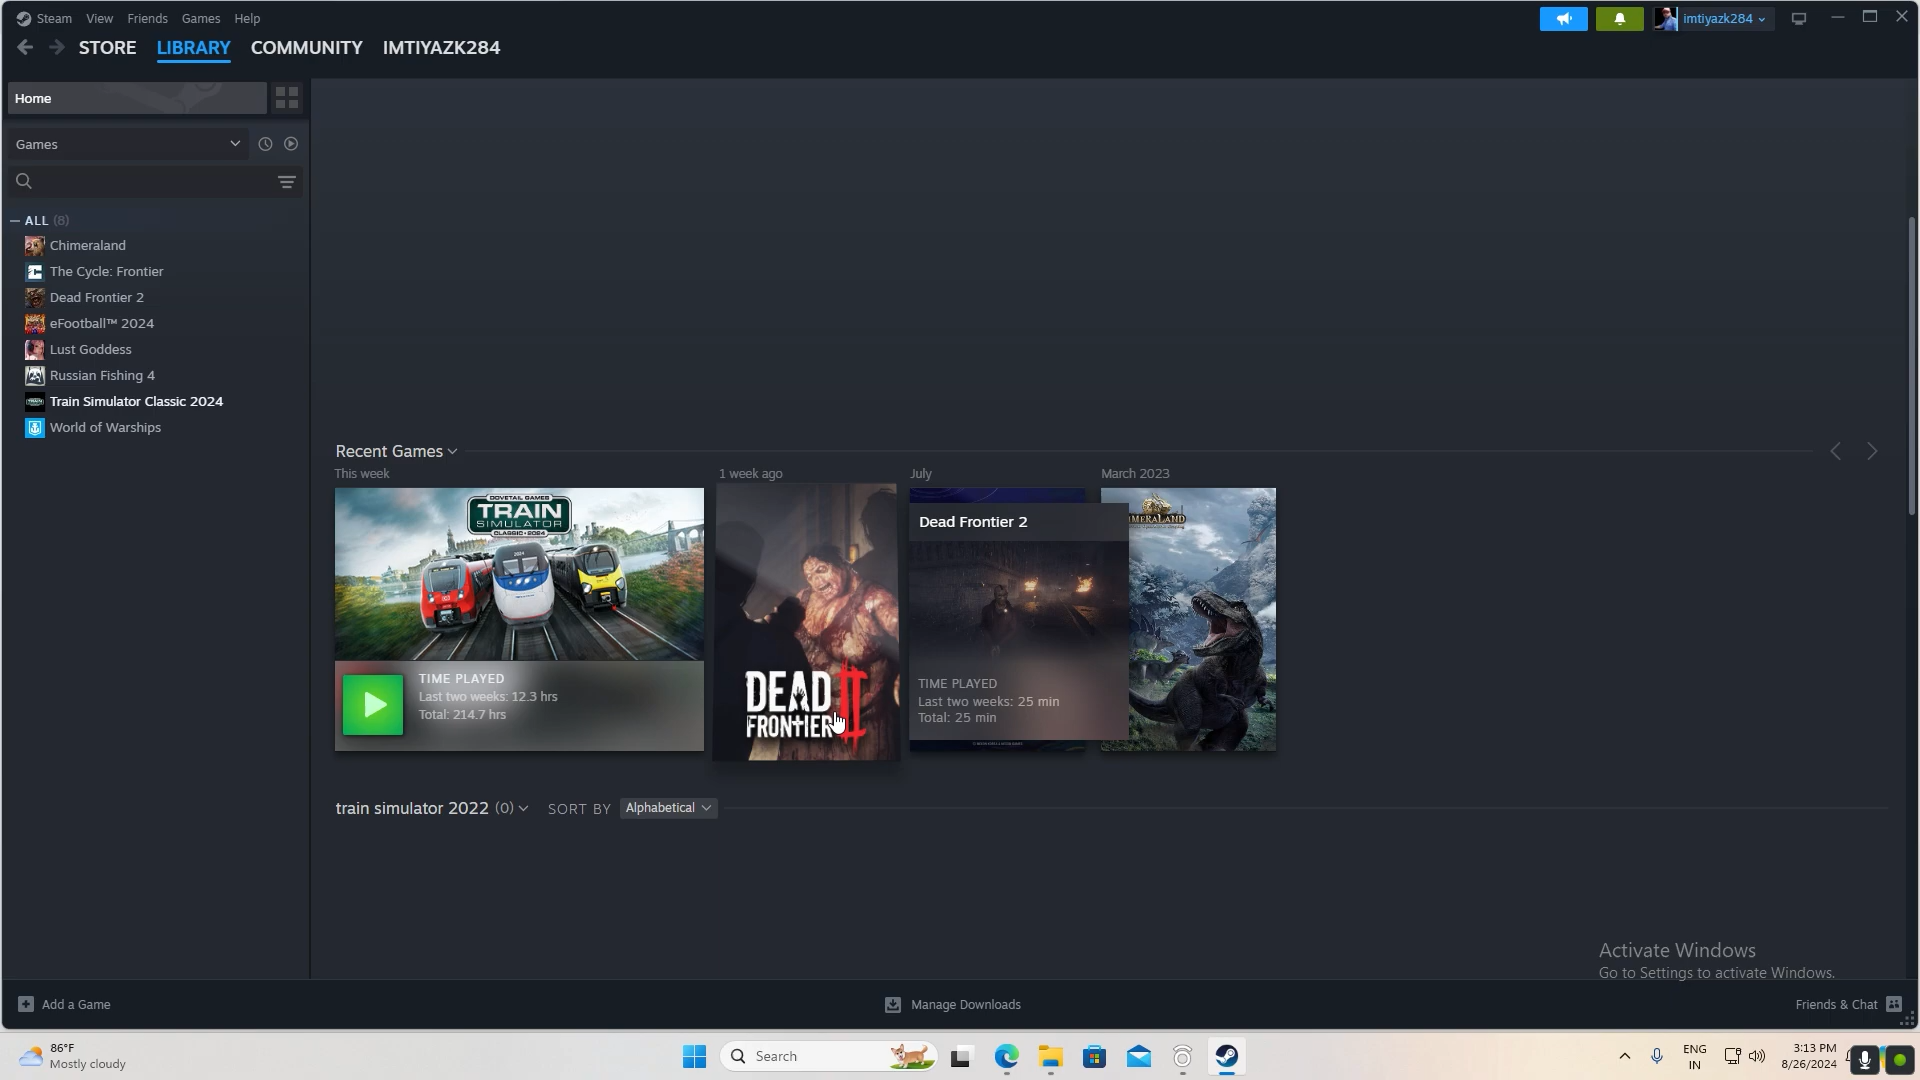 Steam View Friends Games Help
imtiyazk284
STORE LIBRARY COMMUNITY IMTIYAZK284
Home
Games
ALL (8)
Chimeraland
The Cycle: Frontier
Dead Frontier 2
eFootball™ 2024
Lust Goddess
Russian Fishing 4
Train Simulator Classic 2024
World of Warships
Recent Games
This week
1 week ago
July
March 2023
DOVETAIL GAMES
TRAIN
SIMULATOR
CLASSIC·2024
TIME PLAYED
Last two weeks: 12.3 hrs
Total: 214.7 hrs
DEAD II
FRONTIER
Dead Frontier 2
TIME PLAYED
Last two weeks: 25 min
Total: 25 min
train simulator 2022 (0) SORT BY Alphabetical
Activate Windows
Go to Settings to activate Windows.
Add a Game
Manage Downloads
Friends & Chat
86°F
Mostly cloudy
Search
ENG
IN
3:13 PM
8/26/2024